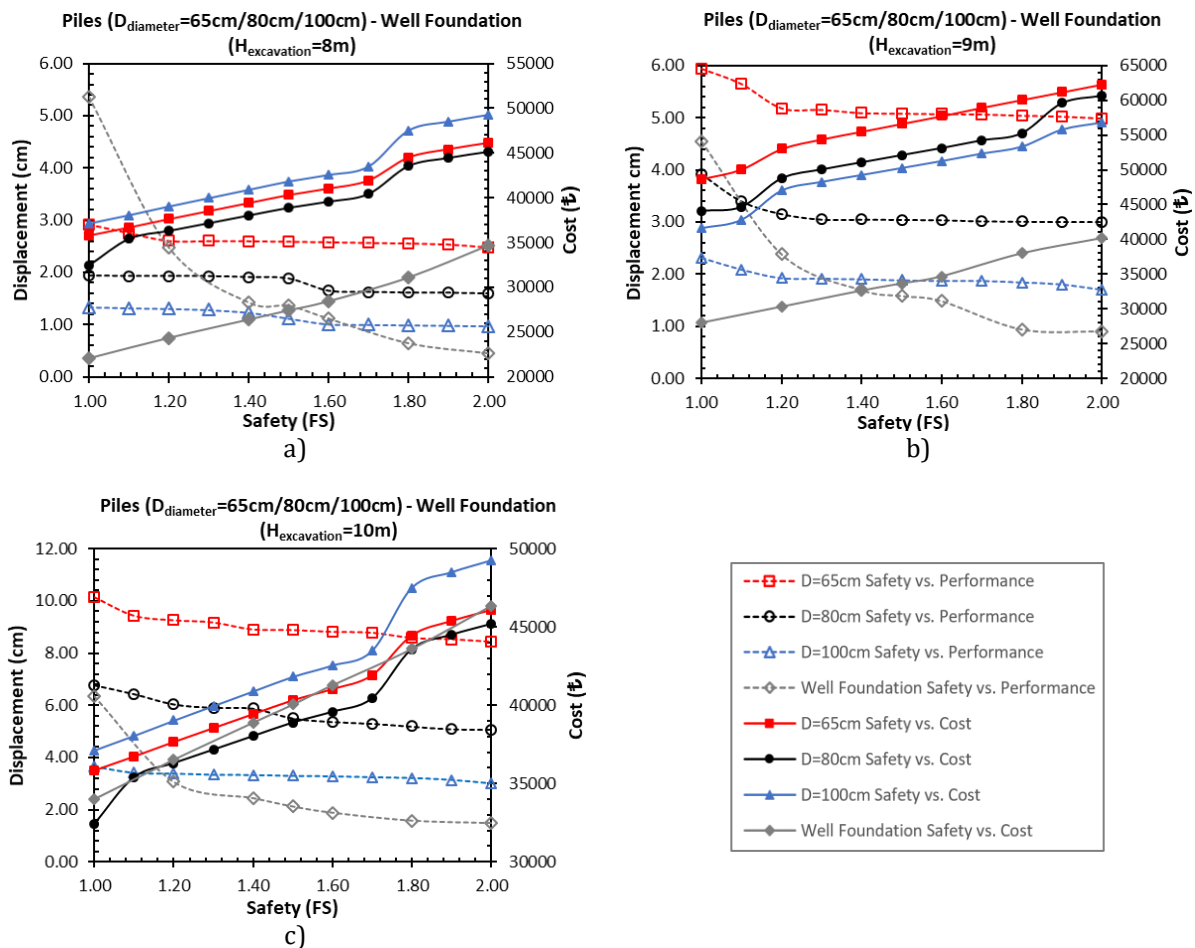 Piles (Ddiameter=65cm/80cm/100cm) - Well Foundation
(Hexcavation=8m)
6.00
5.00
4.00
3.00
2.00
1.00
0.00
Displacement (cm)
55000
50000
45000
40000
35000
30000
25000
20000
Cost (₺)
1.00 1.20 1.40 1.60 1.80 2.00
Safety (FS)
a)
Piles (Ddiameter=65cm/80cm/100cm) - Well Foundation
(Hexcavation=9m)
6.00
5.00
4.00
3.00
2.00
1.00
0.00
Displacement (cm)
65000
60000
55000
50000
45000
40000
35000
30000
25000
20000
Cost (₺)
1.00 1.20 1.40 1.60 1.80 2.00
Safety (FS)
b)
Piles (Ddiameter=65cm/80cm/100cm) - Well Foundation
(Hexcavation=10m)
12.00
10.00
8.00
6.00
4.00
2.00
0.00
Displacement (cm)
50000
45000
40000
35000
30000
Cost (₺)
1.00 1.20 1.40 1.60 1.80 2.00
Safety (FS)
c)
D=65cm Safety vs. Performance
D=80cm Safety vs. Performance
D=100cm Safety vs. Performance
Well Foundation Safety vs. Performance
D=65cm Safety vs. Cost
D=80cm Safety vs. Cost
D=100cm Safety vs. Cost
Well Foundation Safety vs. Cost